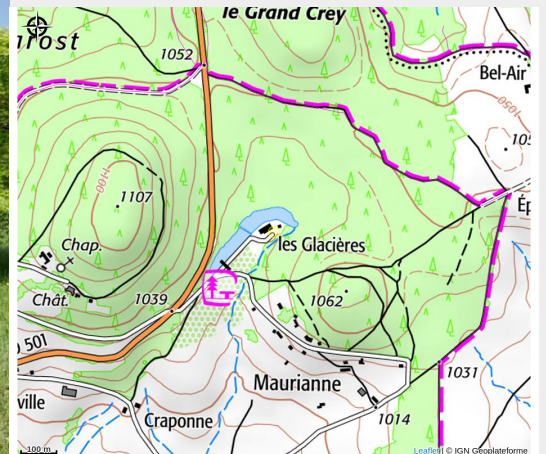 le Grand Crey
nrost
1052
Bel-Air
1050
105
1107
1100
Ép
Chap.
les Glacières
Chât.
1039
1062
D 501
1031
Maurianne
ville
Craponne
1014
100 m
Leaflet | © IGN Geoplateforme